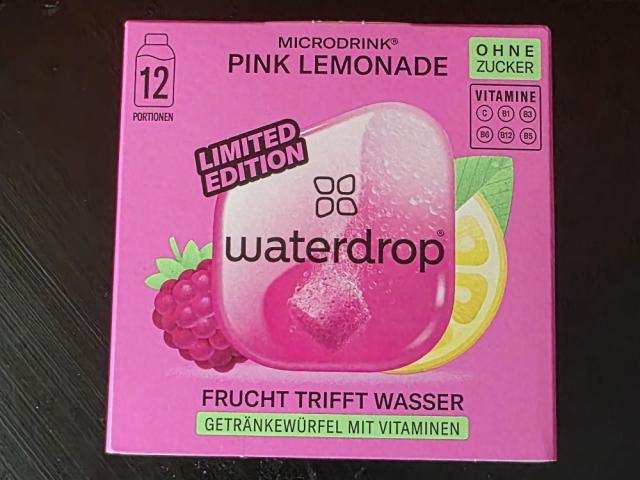 MICRODRINK®
PINK LEMONADE
12
PORTIONEN
OHNE
ZUCKER
VITAMINE
C B1 B3
B6 B12 B5
LIMITED
EDITION
waterdrop®
FRUCHT TRIFFT WASSER
GETRÄNKEWÜRFEL MIT VITAMINEN